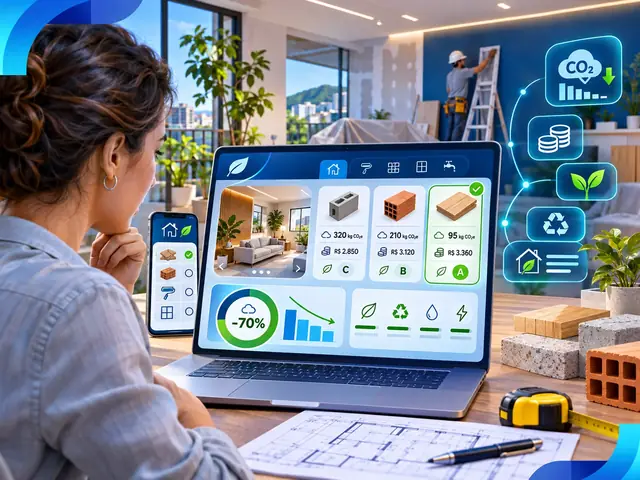 CO₂
320 kg CO₂e
R$ 2.850
C
210 kg CO₂e
R$ 3.120
B
95 kg CO₂e
R$ 3.360
A
-70%